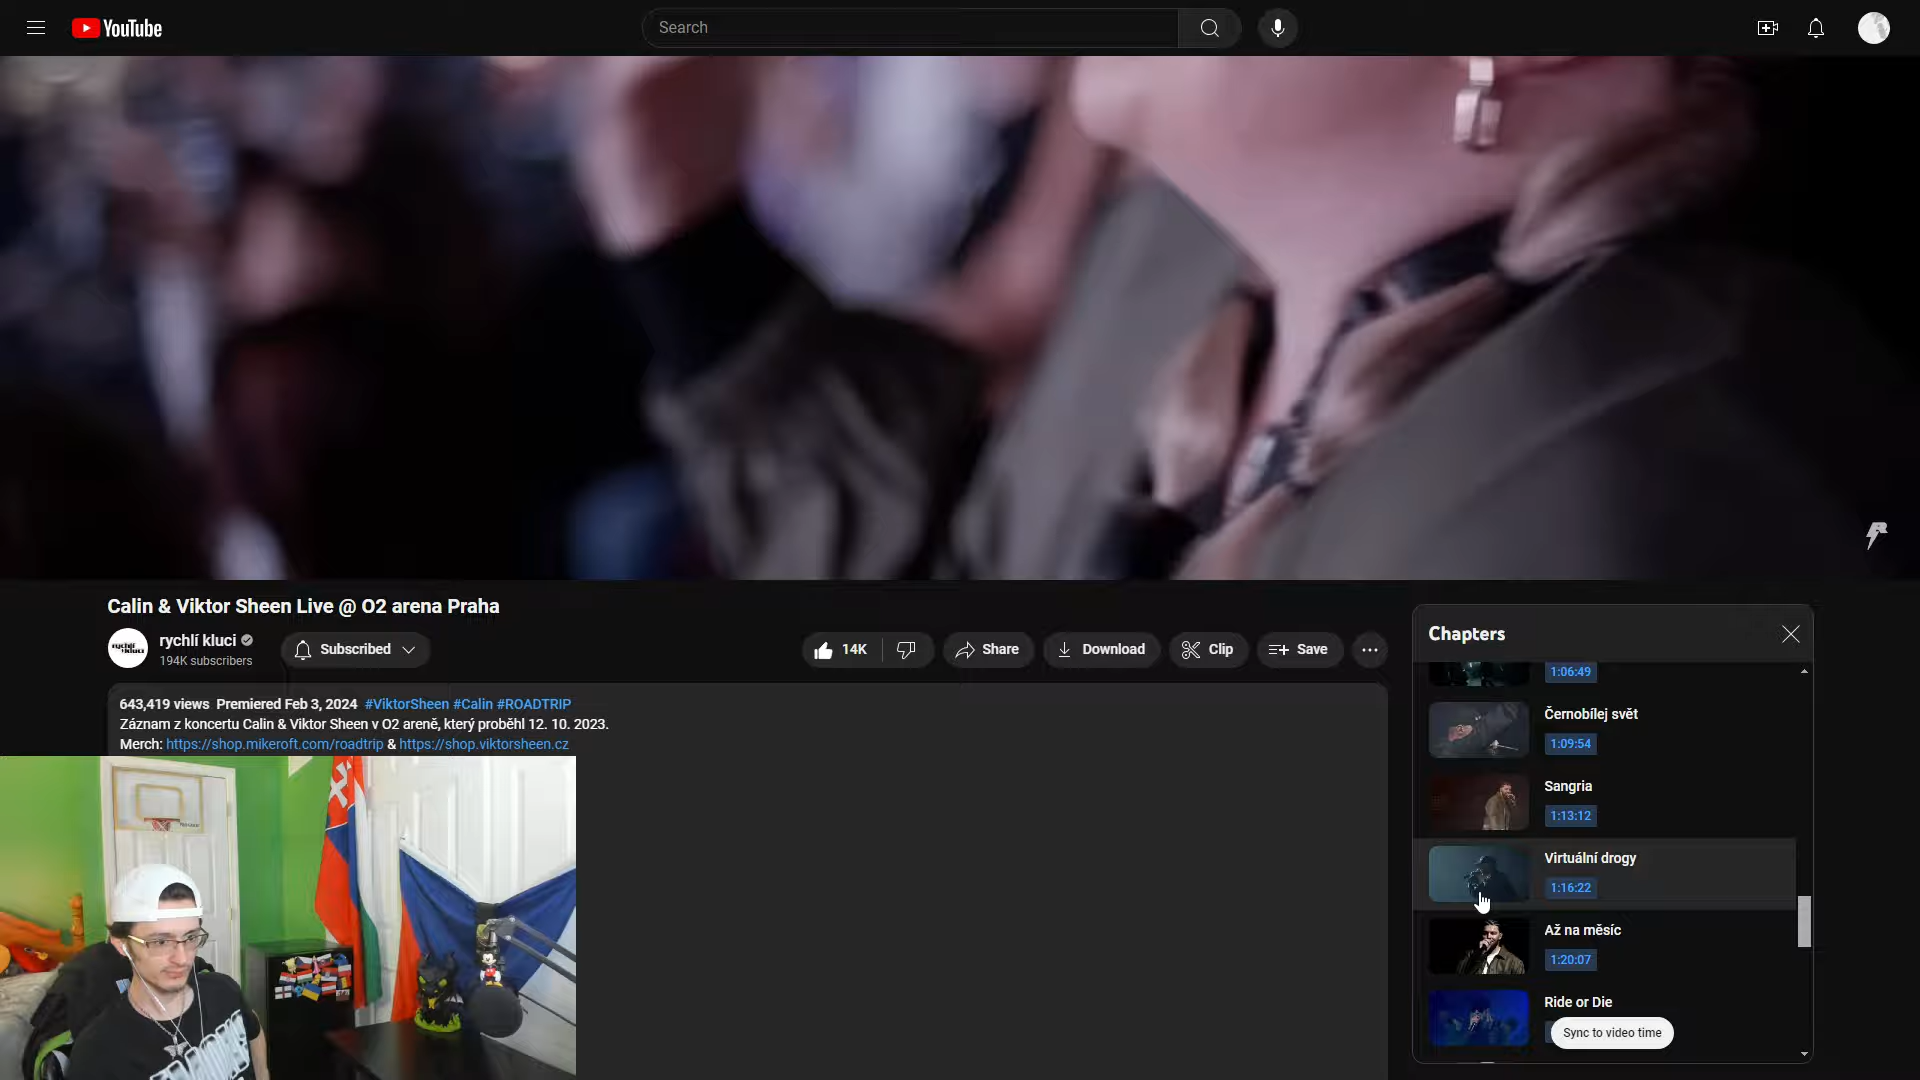 YouTube
Search
Calin & Viktor Sheen Live @ O2 arena Praha
rychlí kluci
194K subscribers
Subscribed
14K
Share
Download
Clip
Save
643,419 views Premiered Feb 3, 2024 #ViktorSheen #Calin #ROADTRIP
Záznam z koncertu Calin & Viktor Sheen v O2 areně, který proběhl 12. 10. 2023.
Merch: https://shop.mikeroft.com/roadtrip & https://shop.viktorsheen.cz
Chapters
1:06:49
Černobílej svět
1:09:54
Sangria
1:13:12
Virtuální drogy
1:16:22
Až na měsíc
1:20:07
Ride or Die
Sync to video time